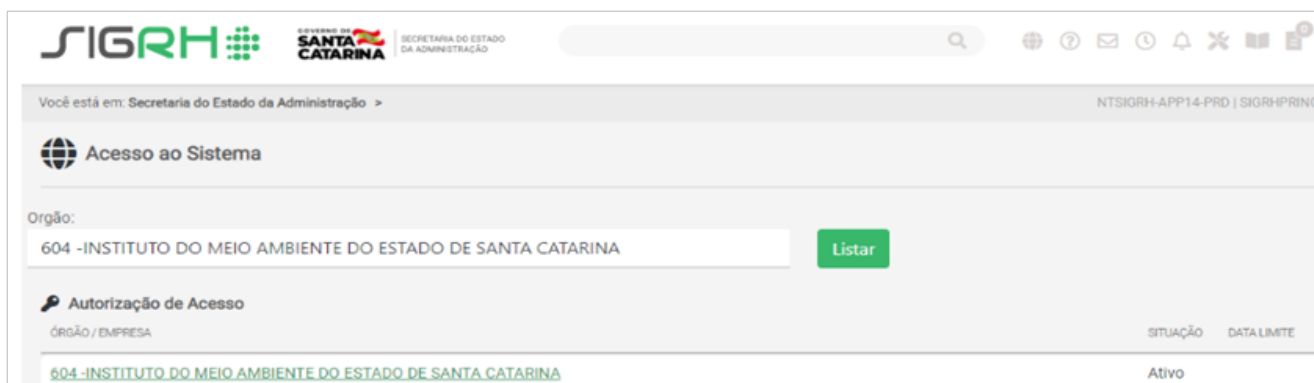 SIGRH
GOVERNO DE
SANTA
CATARINA
SECRETARIA DO ESTADO
DA ADMINISTRAÇÃO
0
Você está em: Secretaria do Estado da Administração >
NTSIGRH-APP14-PRD | SIGRHPRING
Acesso ao Sistema
Orgão:
604 -INSTITUTO DO MEIO AMBIENTE DO ESTADO DE SANTA CATARINA
Listar
Autorização de Acesso
ÓRGÃO / EMPRESA
SITUAÇÃO
DATA LIMITE
604 -INSTITUTO DO MEIO AMBIENTE DO ESTADO DE SANTA CATARINA
Ativo